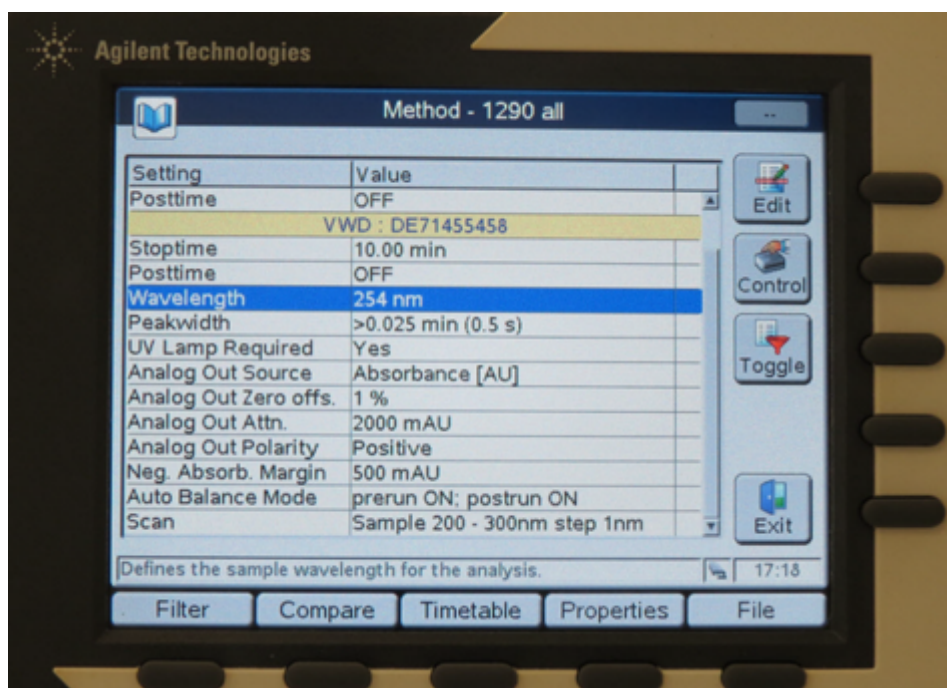 Agilent Technologies
Method - 1290 all
--
Setting Value
Posttime OFF
VWD : DE71455458
Stoptime 10.00 min
Posttime OFF
Wavelength 254 nm
Peakwidth >0.025 min (0.5 s)
UV Lamp Required Yes
Analog Out Source Absorbance [AU]
Analog Out Zero offs. 1 %
Analog Out Attn. 2000 mAU
Analog Out Polarity Positive
Neg. Absorb. Margin 500 mAU
Auto Balance Mode prerun ON; postrun ON
Scan Sample 200 - 300nm step 1nm
Edit
Control
Toggle
Exit
Defines the sample wavelength for the analysis.
17:18
Filter Compare Timetable Properties File